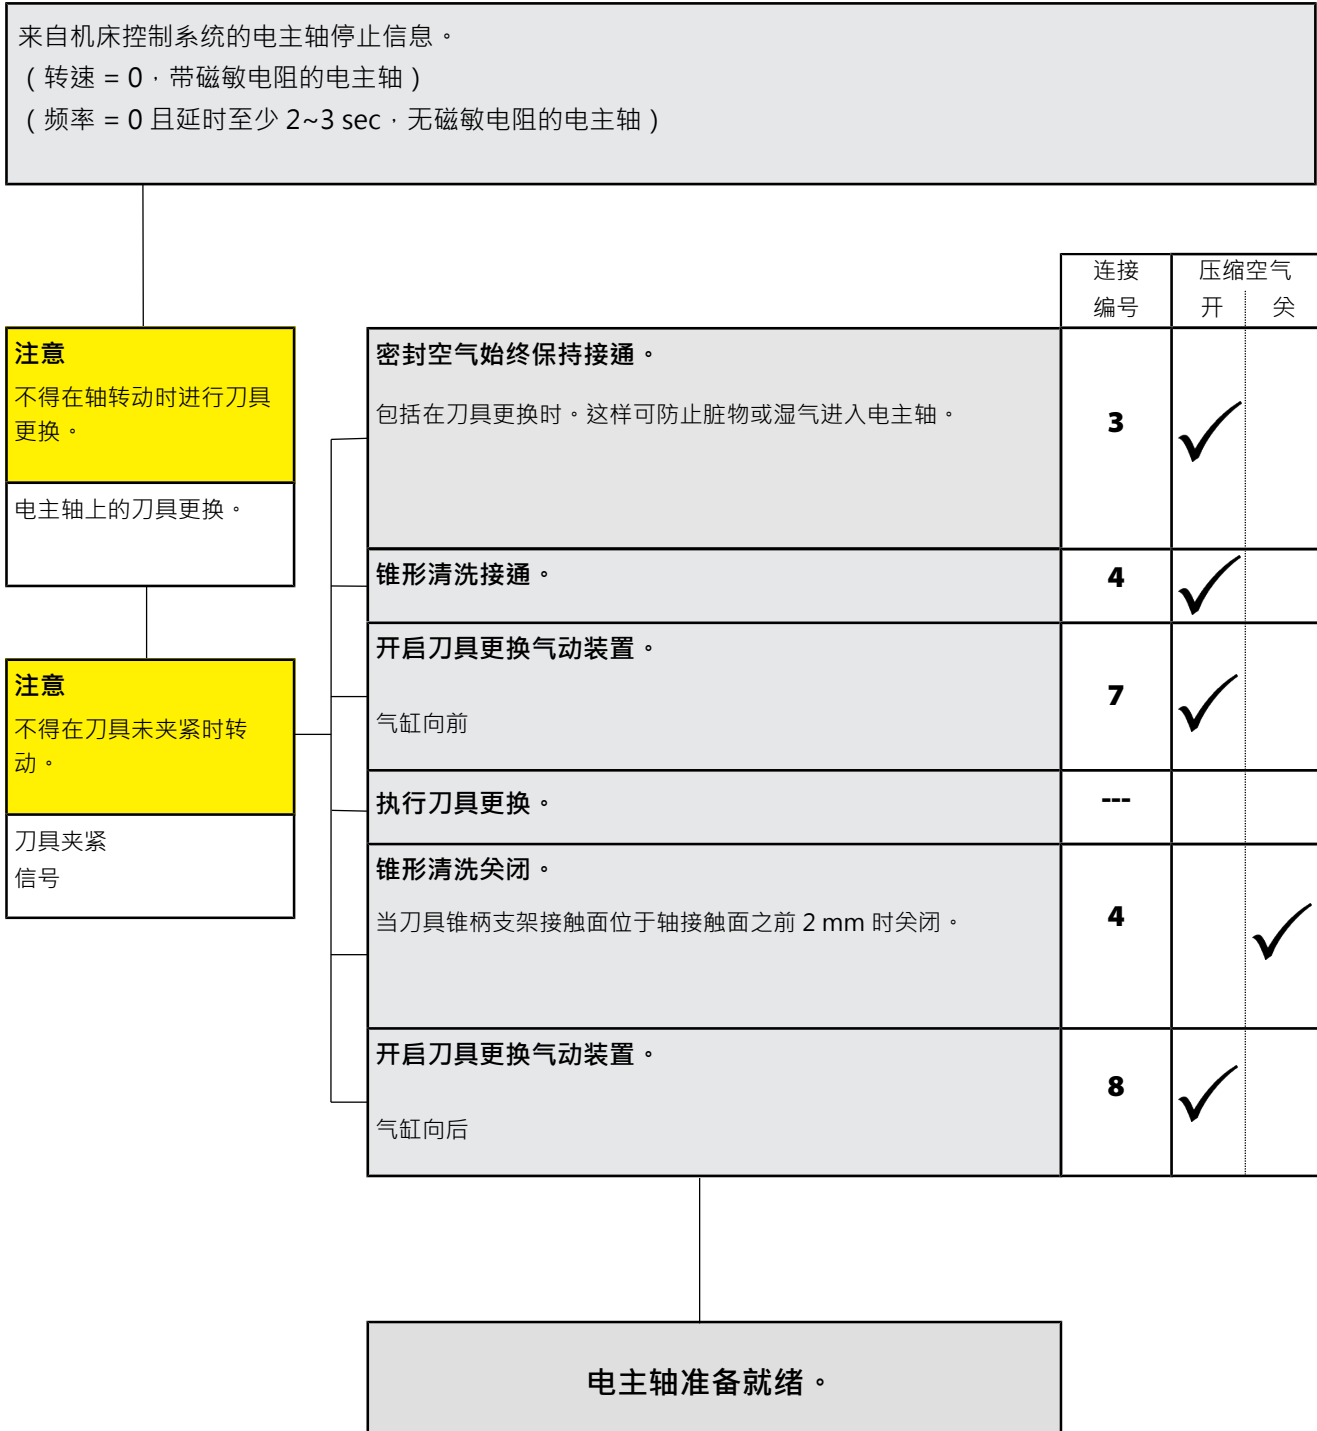 来自机床控制系统的电主轴停止信息。
（转速 = 0，带磁敏电阻的电主轴）
（频率 = 0 且延时至少 2~3 sec，无磁敏电阻的电主轴）
连接 压缩空气
编号 开 关
注意
不得在轴转动时进行刀具
更换。
电主轴上的刀具更换。
注意
不得在刀具未夹紧时转
动。
刀具夹紧
信号
密封空气始终保持接通。
包括在刀具更换时。这样可防止脏物或湿气进入电主轴。
3
锥形清洗接通。
4
开启刀具更换气动装置。
气缸向前
7
执行刀具更换。
---
锥形清洗关闭。
当刀具锥柄支架接触面位于轴接触面之前 2 mm 时关闭。
4
开启刀具更换气动装置。
气缸向后
8
电主轴准备就绪。